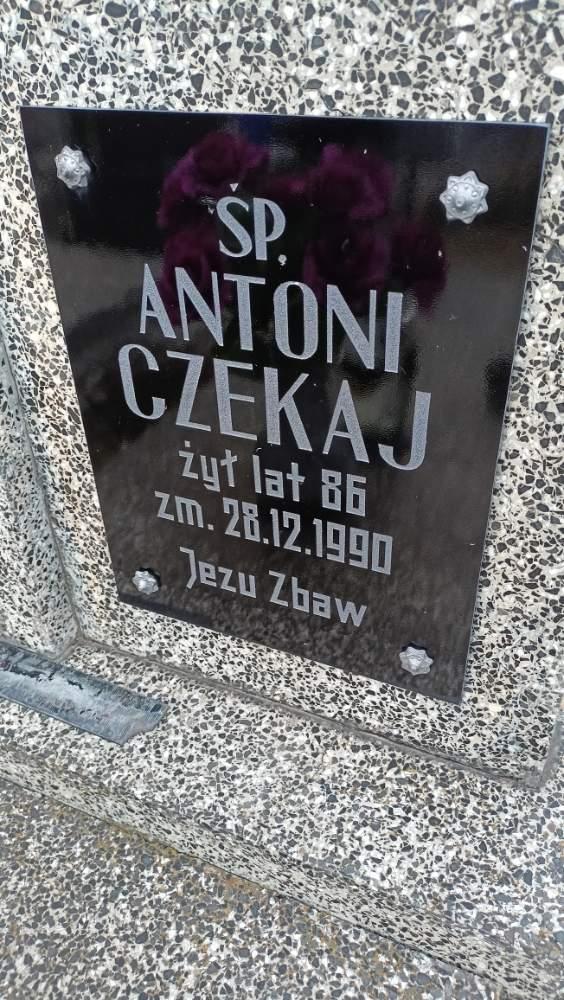 ŚP.
ANTONI
CZEKAJ
żył lat 86
zm. 28.12.1990
Jezu Zbaw